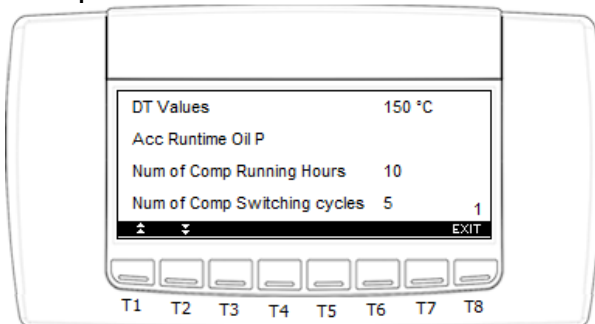 DT Values 150 °C
Acc Runtime Oil P
Num of Comp Running Hours 10
Num of Comp Switching cycles 5 1
EXIT
T1 T2 T3 T4 T5 T6 T7 T8